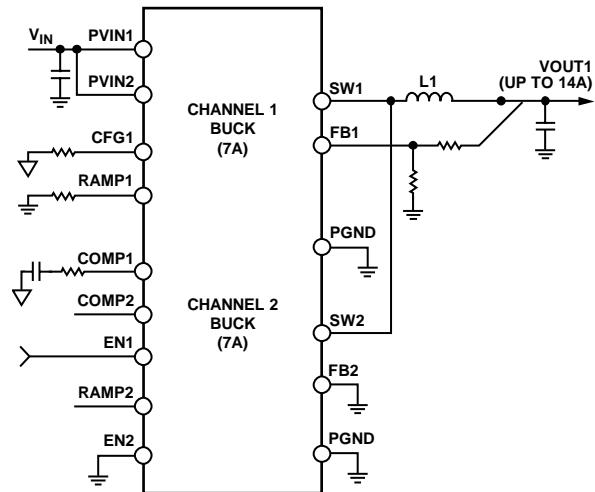 VIN
PVIN1
PVIN2
CFG1
RAMP1
COMP1
COMP2
EN1
RAMP2
EN2
CHANNEL 1
BUCK
(7A)
CHANNEL 2
BUCK
(7A)
SW1
FB1
PGND
SW2
FB2
PGND
L1
VOUT1
(UP TO 14A)